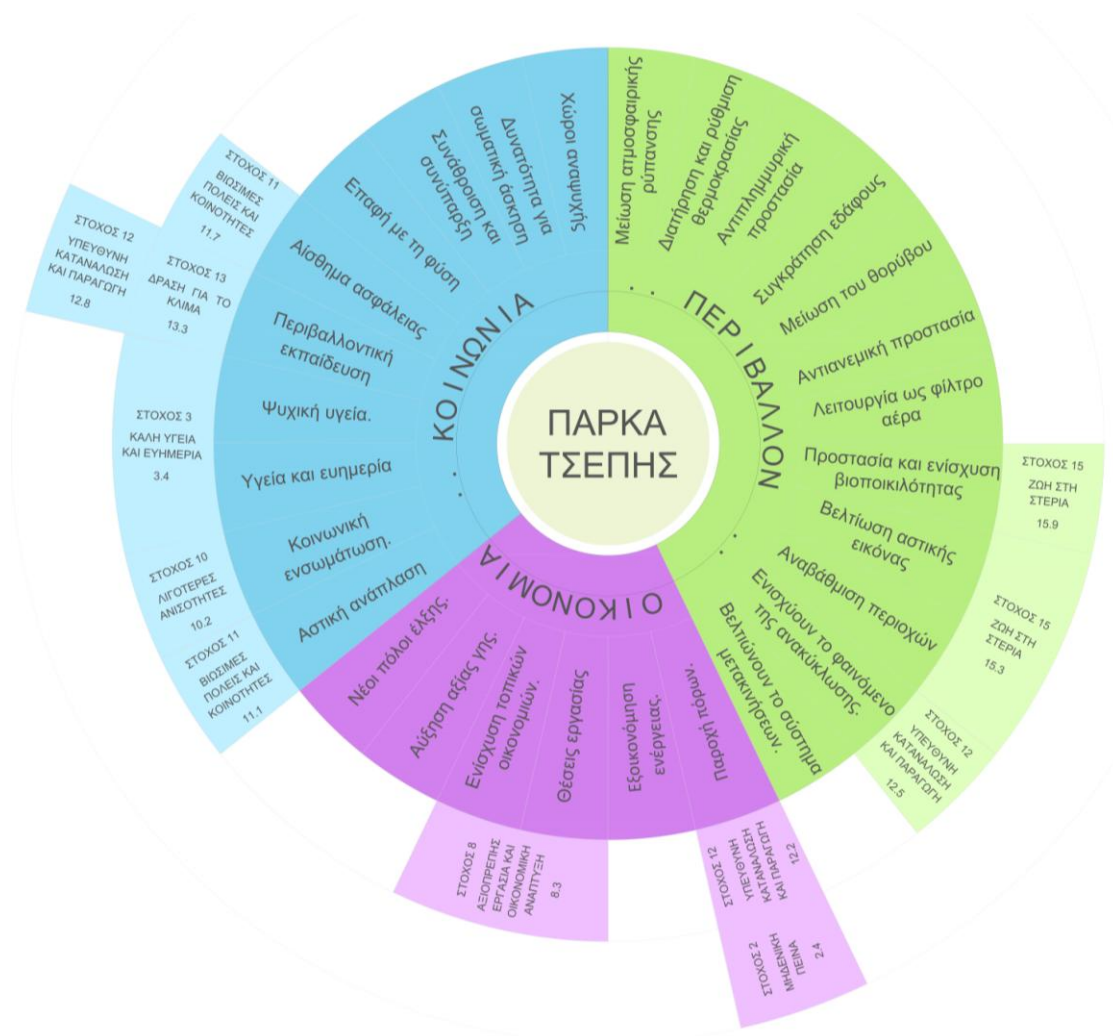 ΠΑΡΚΑ
ΤΣΕΠΗΣ
ΠΕΡΙΒΑΛΛΟΝ
Μείωση ατμοσφαιρικής
ρύπανσης
Διατήρηση και ρύθμιση
θερμοκρασίας
Αντιπλημμυρική
προστασία
Συγκράτηση εδάφους
Μείωση του θορύβου
Αντιανεμική προστασία
Λειτουργία ως φίλτρο
αέρα
Προστασία και ενίσχυση
βιοποικιλότητας
Βελτίωση αστικής
εικόνας
Αναβάθμιση περιοχών
Ενισχύουν το φαινόμενο
της ανακύκλωσης.
Βελτιώνουν το σύστημα
μετακινήσεων.
ΣΤΟΧΟΣ 15
ΖΩΗ ΣΤΗ
ΣΤΕΡΙΑ
15.9
ΣΤΟΧΟΣ 15
ΖΩΗ ΣΤΗ
ΣΤΕΡΙΑ
15.3
ΣΤΟΧΟΣ 12
ΥΠΕΥΘΥΝΗ
ΚΑΤΑΝΑΛΩΣΗ
ΚΑΙ ΠΑΡΑΓΩΓΗ
12.5
ΟΙΚΟΝΟΜΙΑ
Παροχή πόρων.
Εξοικονόμηση
ενέργειας.
Θέσεις εργασίας
Ενίσχυση τοπικών
οικονομιών.
Αύξηση αξίας γης.
Νέοι πόλοι έλξης.
ΣΤΟΧΟΣ 12
ΥΠΕΥΘΥΝΗ
ΚΑΤΑΝΑΛΩΣΗ
ΚΑΙ ΠΑΡΑΓΩΓΗ
12.2
ΣΤΟΧΟΣ 2
ΜΗΔΕΝΙΚΗ
ΠΕΙΝΑ
2.4
ΣΤΟΧΟΣ 8
ΑΞΙΟΠΡΕΠΗΣ
ΕΡΓΑΣΙΑ ΚΑΙ
ΟΙΚΟΝΟΜΙΚΗ
ΑΝΑΠΤΥΞΗ
8.3
ΚΟΙΝΩΝΙΑ
Αστική ανάπλαση
Κοινωνική
ενσωμάτωση.
Υγεία και ευημερία
Ψυχική υγεία.
Περιβαλλοντική
εκπαίδευση
Αίσθημα ασφάλειας
Επαφή με τη φύση
Συνάθροιση και
συνύπαρξη
Δυνατότητα για
σωματική άσκηση
Χώροι αναψυχής
ΣΤΟΧΟΣ 11
ΒΙΩΣΙΜΕΣ
ΠΟΛΕΙΣ ΚΑΙ
ΚΟΙΝΟΤΗΤΕΣ
11.1
ΣΤΟΧΟΣ 10
ΛΙΓΟΤΕΡΕΣ
ΑΝΙΣΟΤΗΤΕΣ
10.2
ΣΤΟΧΟΣ 3
ΚΑΛΗ ΥΓΕΙΑ
ΚΑΙ ΕΥΗΜΕΡΙΑ
3.4
ΣΤΟΧΟΣ 13
ΔΡΑΣΗ ΓΙΑ ΤΟ
ΚΛΙΜΑ
13.3
ΣΤΟΧΟΣ 12
ΥΠΕΥΘΥΝΗ
ΚΑΤΑΝΑΛΩΣΗ
ΚΑΙ ΠΑΡΑΓΩΓΗ
12.8
ΣΤΟΧΟΣ 11
ΒΙΩΣΙΜΕΣ
ΠΟΛΕΙΣ ΚΑΙ
ΚΟΙΝΟΤΗΤΕΣ
11.7